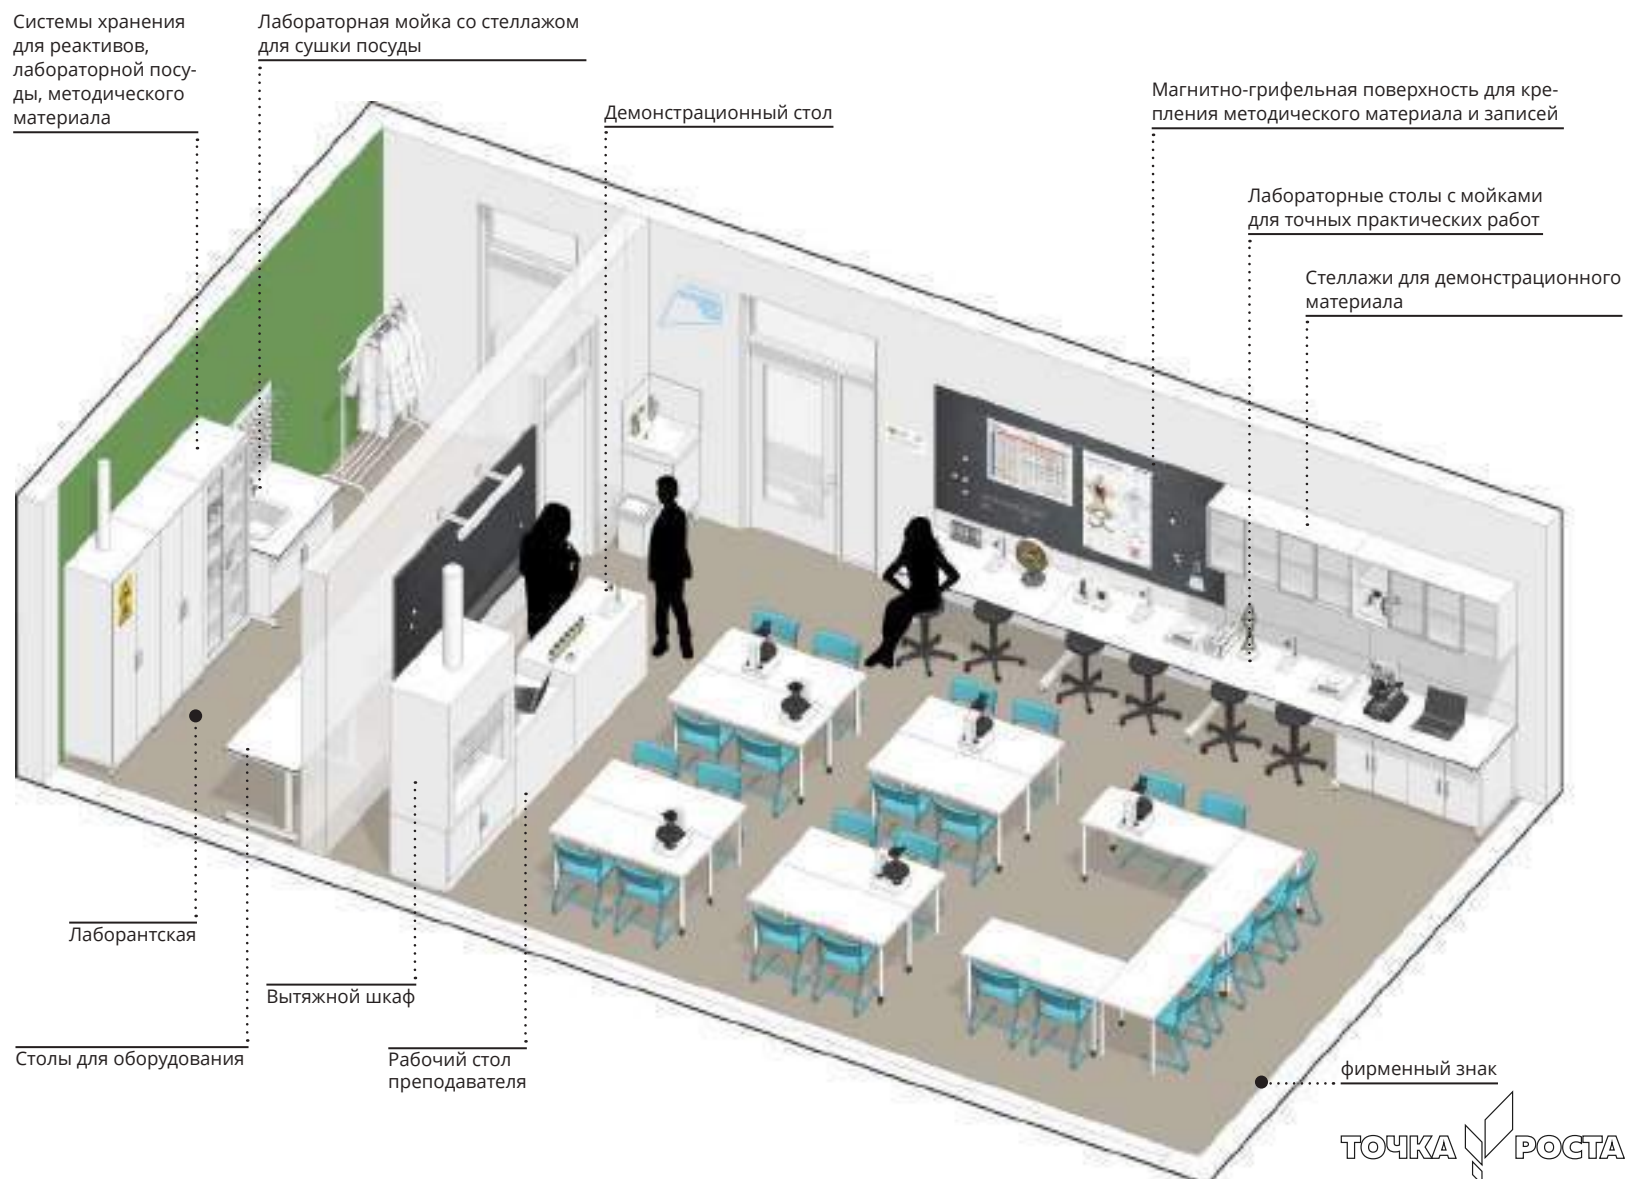 Системы хранения
для реактивов,
лабораторной посу-
ды, методического
материала
Лабораторная мойка со стеллажом
для сушки посуды
Демонстрационный стол
Магнитно-грифельная поверхность для кре-
пления методического материала и записей
Лабораторные столы с мойками
для точных практических работ
Стеллажи для демонстрационного
материала
Лаборантская
Вытяжной шкаф
Столы для оборудования
Рабочий стол
преподавателя
фирменный знак
ТОЧКА РОСТА